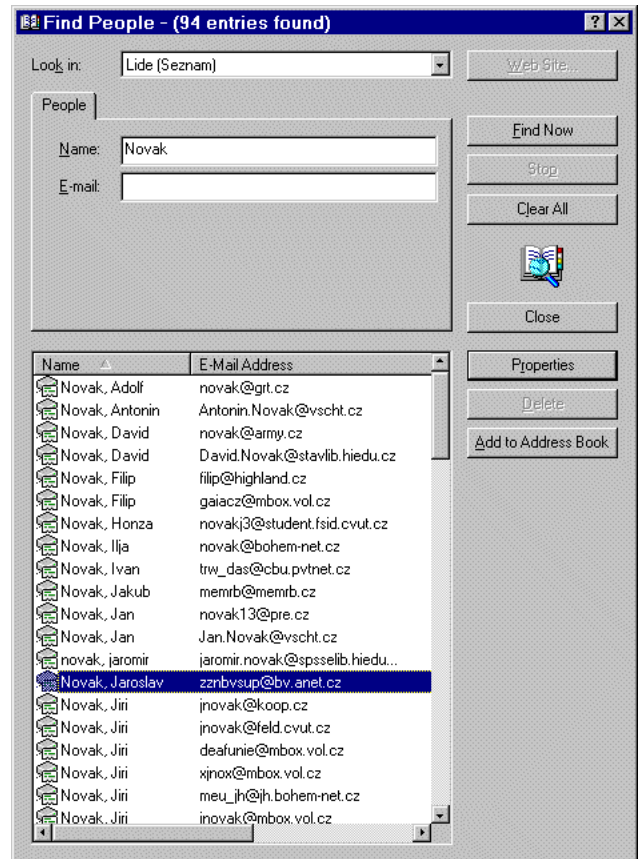 Find People - (94 entries found)
Look in: Lide (Seznam) Web Site...
People
Find Now
Name: Novak
Stop
E-mail:
Clear All
Close
Name E-Mail Address
Properties
Novak, Adolf novak@grt.cz
Novak, Antonin Antonin.Novak@vscht.cz
Delete
Novak, David novak@army.cz
Novak, David David.Novak@stavlib.hiedu.cz
Add to Address Book
Novak, Filip filip@highland.cz
Novak, Filip gaiacz@mbox.vol.cz
Novak, Honza novakj3@student.fsid.cvut.cz
Novak, Ilja novak@bohem-net.cz
Novak, Ivan trw_das@cbu.pvtnet.cz
Novak, Jakub memrb@memrb.cz
Novak, Jan novak13@pre.cz
Novak, Jan Jan.Novak@vscht.cz
novak, jaromir jaromir.novak@spsselib.hiedu...
Novak, Jaroslav zznbvsup@bv.anet.cz
Novak, Jiri jnovak@koop.cz
Novak, Jiri jnovak@feld.cvut.cz
Novak, Jiri deafunie@mbox.vol.cz
Novak, Jiri xjnox@mbox.vol.cz
Novak, Jiri meu_jh@jh.bohem-net.cz
Novak, Jiri jnovak@mbox.vol.cz